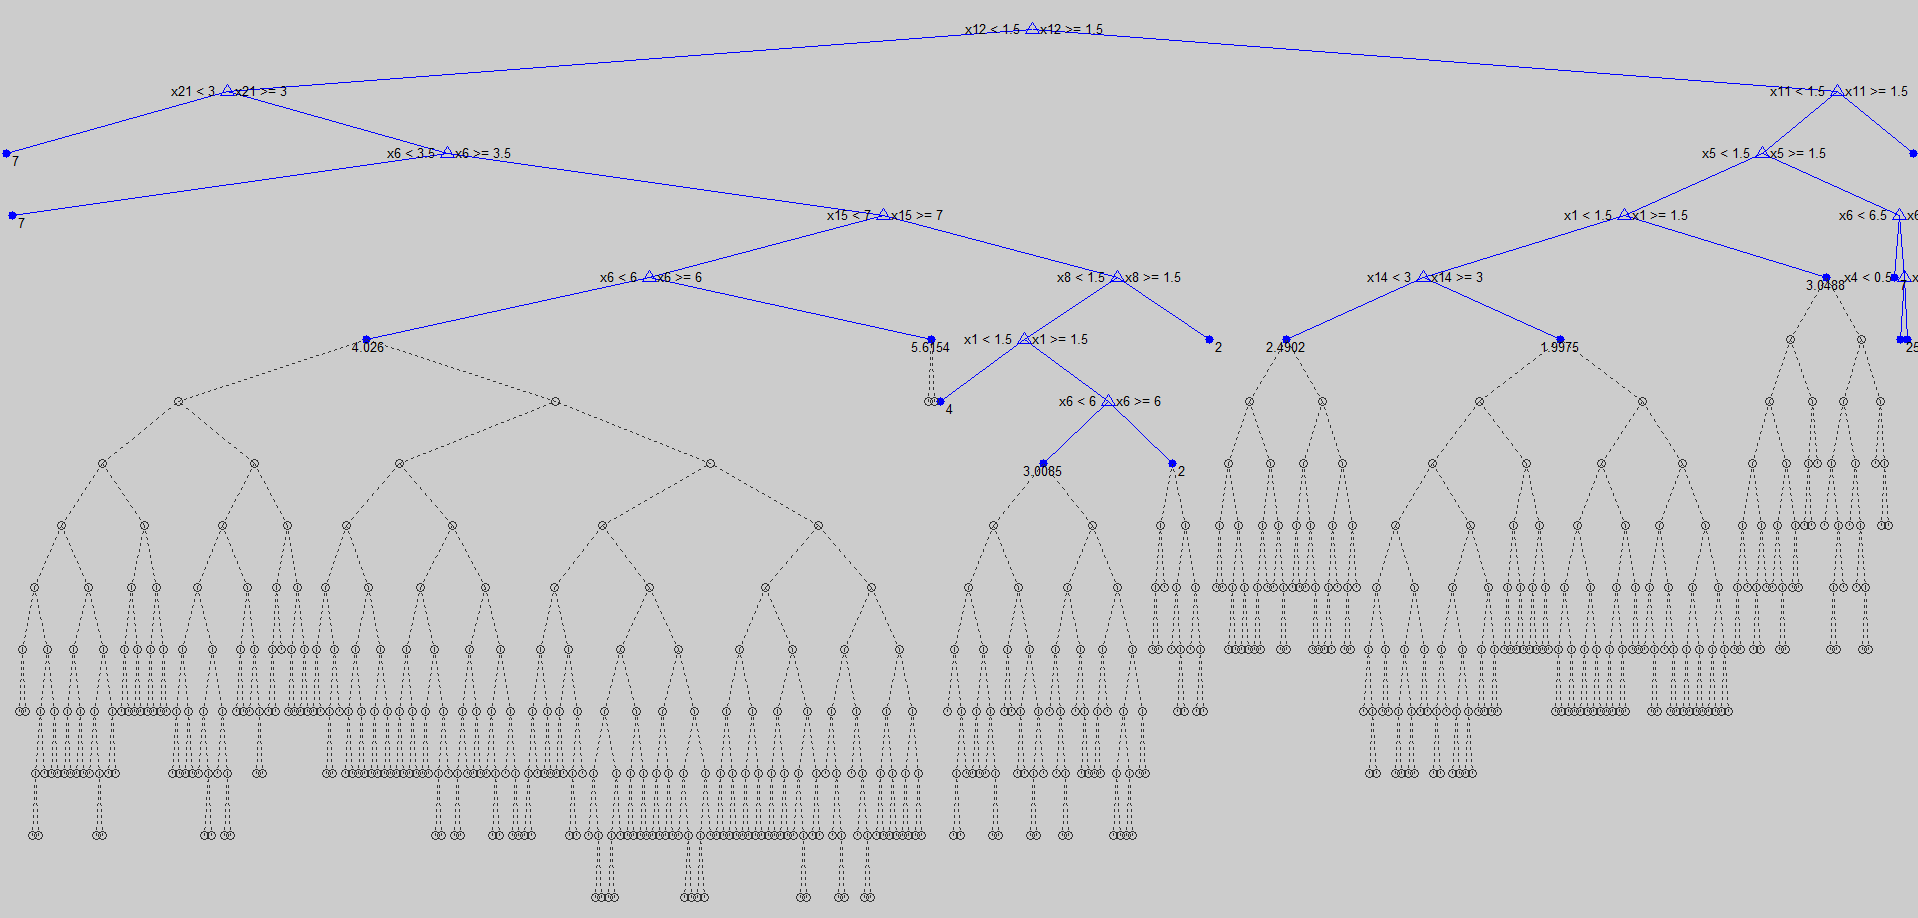 x12 < 1.5 x12 >= 1.5
x21 < 3 x21 >= 3 x11 < 1.5 x11 >= 1.5
7 x6 < 3.5 x6 >= 3.5 x5 < 1.5 x5 >= 1.5
7 x15 < 7 x15 >= 7 x1 < 1.5 x1 >= 1.5 x6 < 6.5 x6
x6 < 6 x6 >= 6 x8 < 1.5 x8 >= 1.5 x14 < 3 x14 >= 3 3.0488 x4 < 0.5
4.026 5.6154 x1 < 1.5 x1 >= 1.5 2 2.4902 1.9975 25
4 x6 < 6 x6 >= 6
3.0085 2